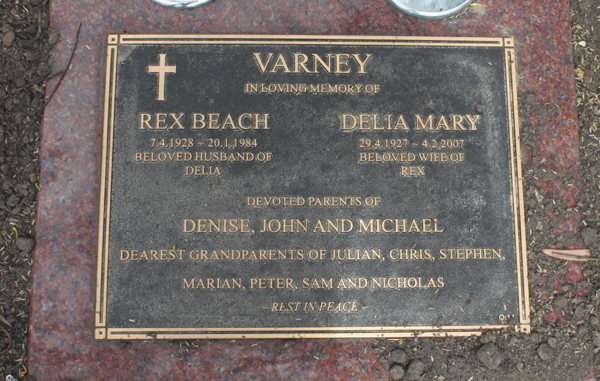 VARNEY
IN LOVING MEMORY OF
REX BEACH
7.4.1928 ~ 20.1.1984
BELOVED HUSBAND OF
DELIA
DELIA MARY
29.4.1927 ~ 4.2.2007
BELOVED WIFE OF
REX
DEVOTED PARENTS OF
DENISE, JOHN AND MICHAEL
DEAREST GRANDPARENTS OF JULIAN, CHRIS, STEPHEN,
MARIAN, PETER, SAM AND NICHOLAS
~ REST IN PEACE ~